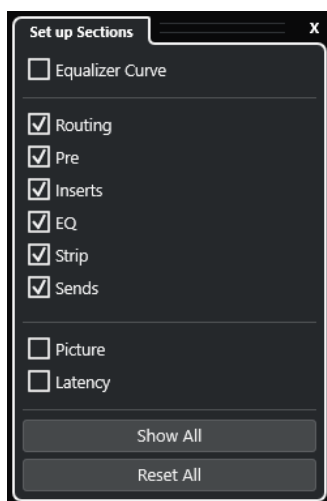 Set up Sections x
Equalizer Curve
Routing
Pre
Inserts
EQ
Strip
Sends
Picture
Latency
Show All
Reset All